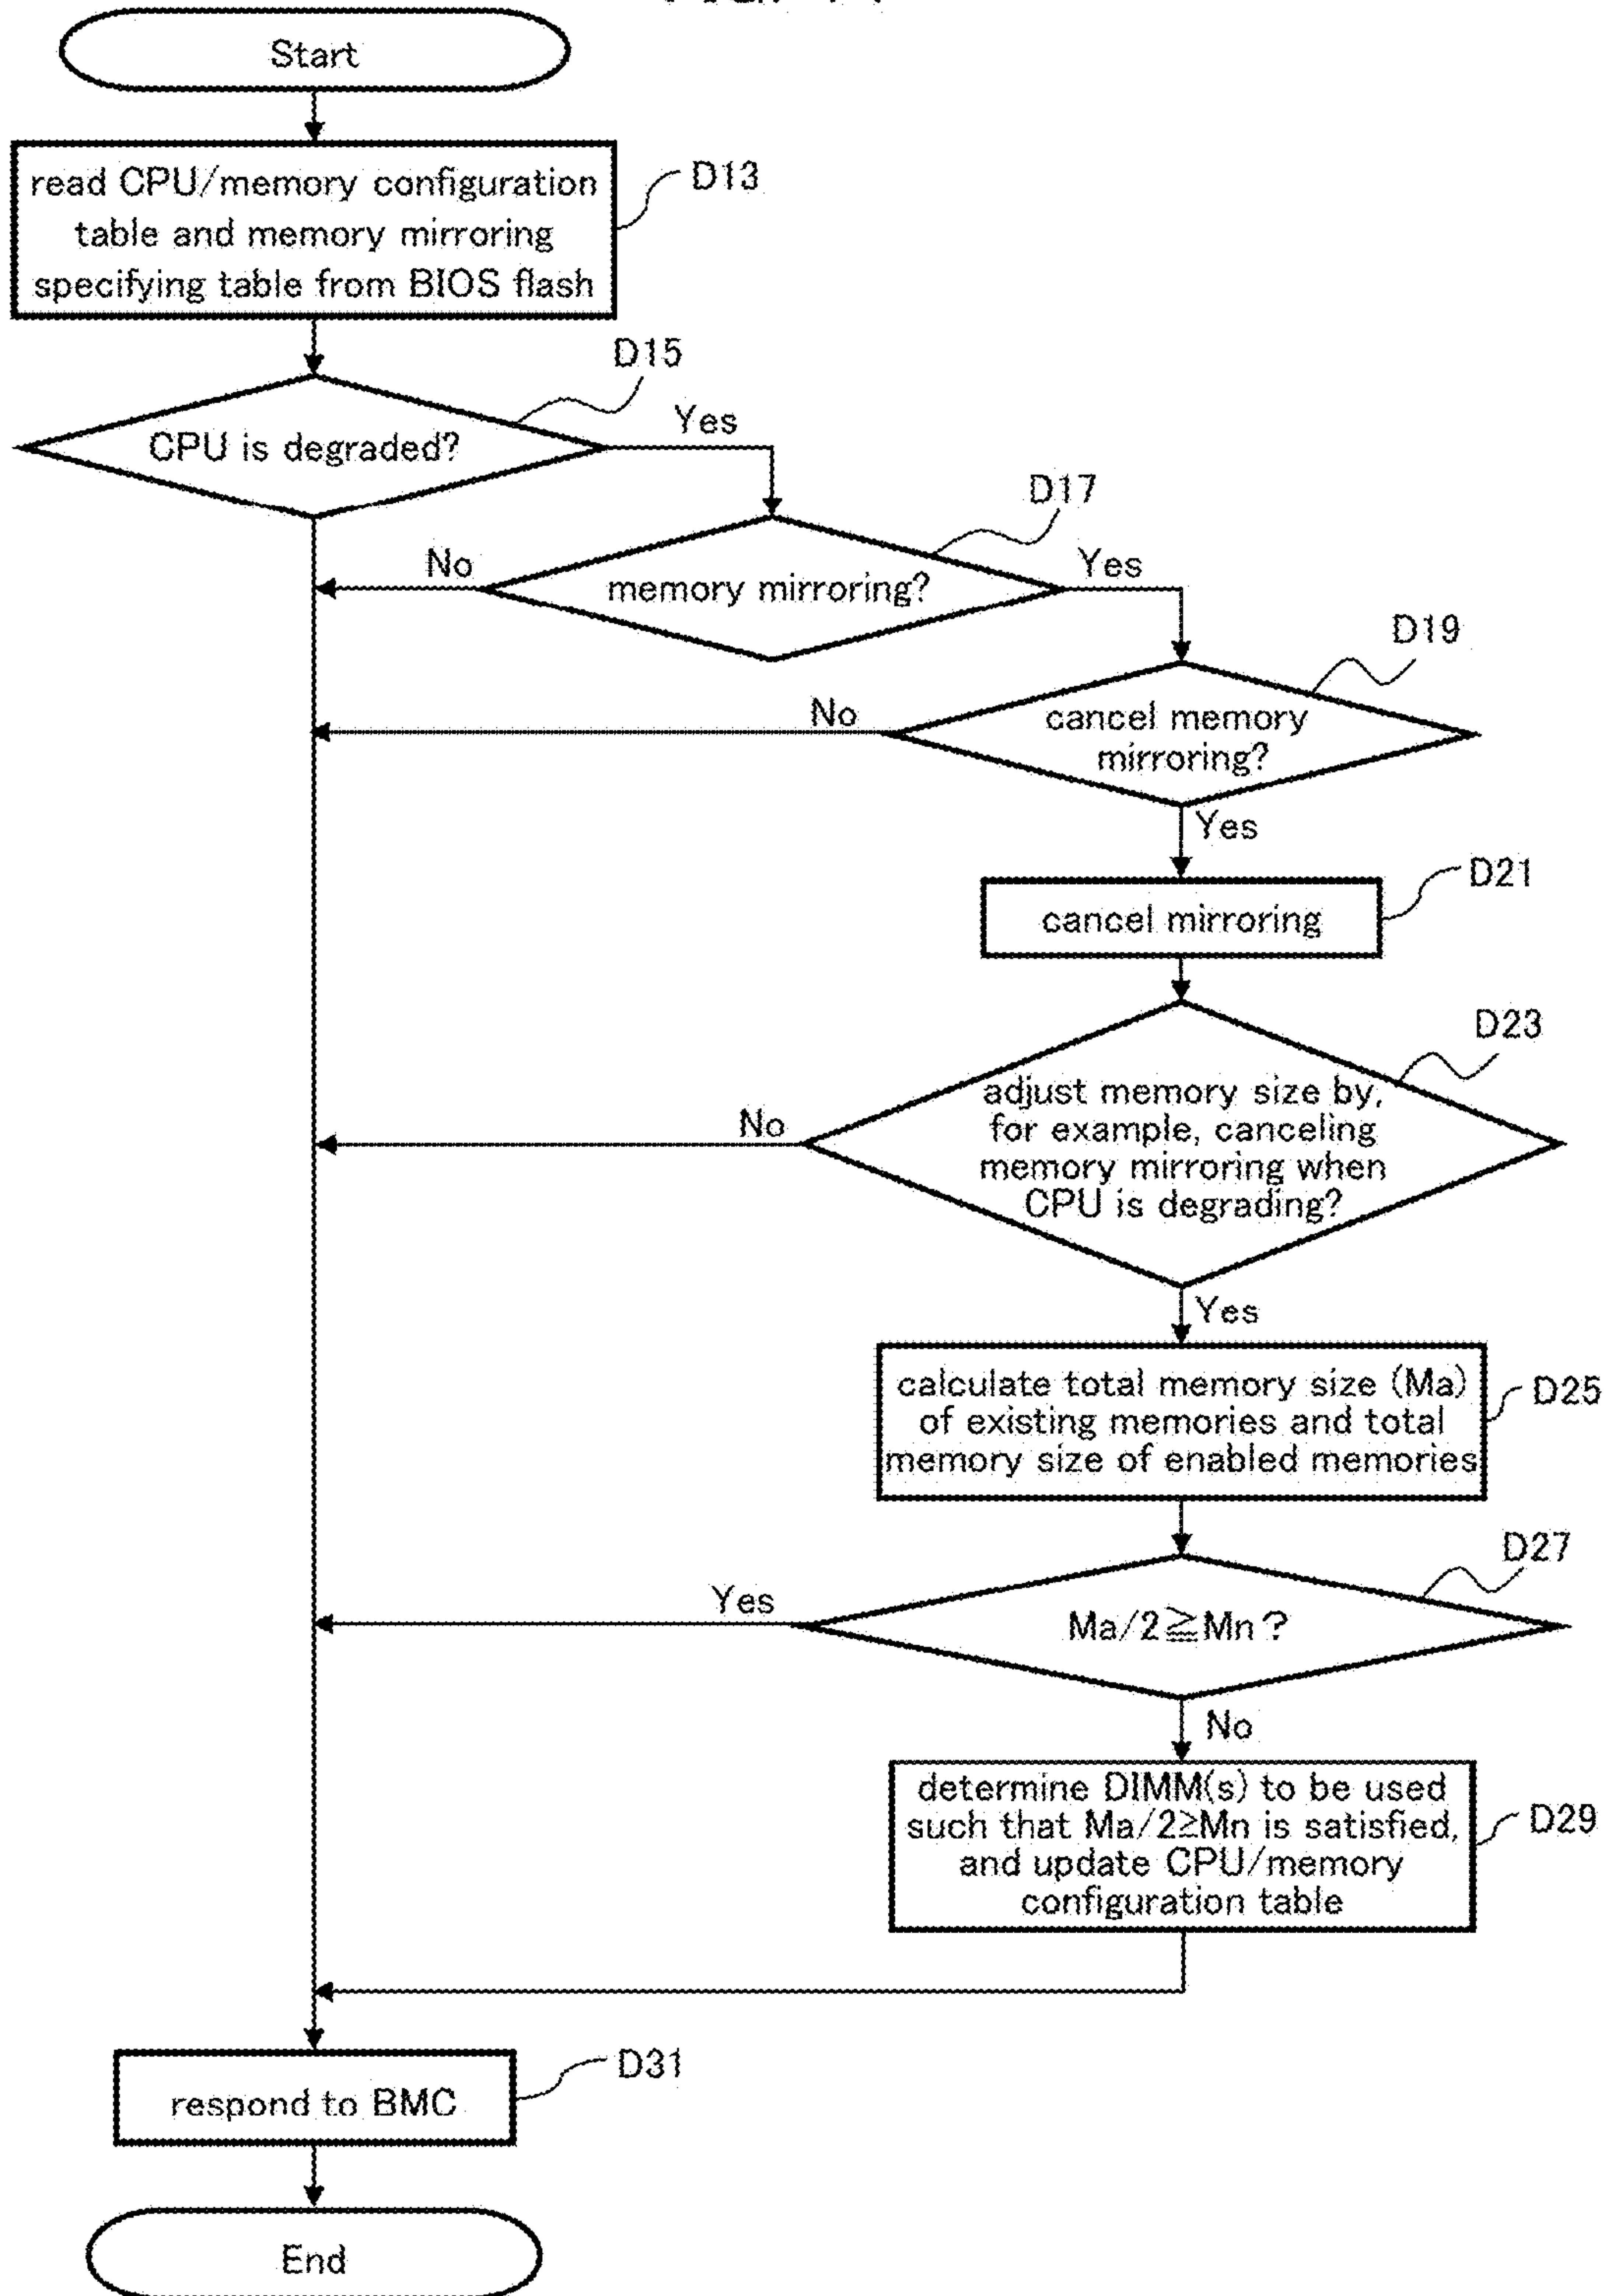 Start
read CPU/memory configuration
table and memory mirroring
specifying table from BIOS flash
D13
D15
CPU is degraded?
Yes
D17
No
memory mirroring?
Yes
D19
No
cancel memory
mirroring?
Yes
D21
cancel mirroring
D23
adjust memory size by,
for example, canceling
memory mirroring when
CPU is degrading?
No
Yes
calculate total memory size (Ma)
of existing memories and total
memory size of enabled memories
D25
D27
Yes
Ma/2≧Mn?
No
determine DIMM(s) to be used
such that Ma/2≥Mn is satisfied,
and update CPU/memory
configuration table
D29
respond to BMC
D31
End